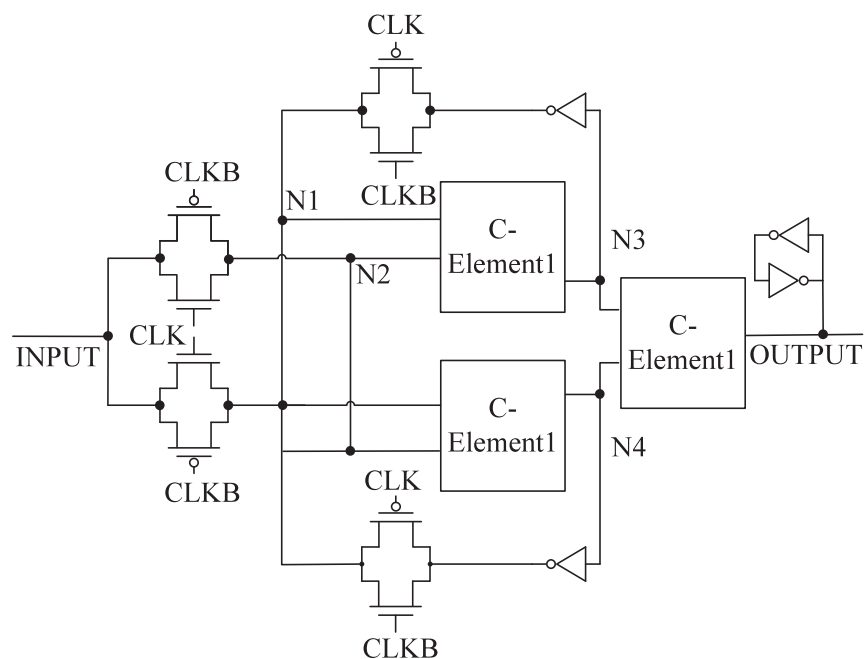 CLK
CLKB
CLKB
N1
C-
Element1
N3
N2
CLK
INPUT
C-
Element1
OUTPUT
C-
Element1
N4
CLKB
CLK
CLKB